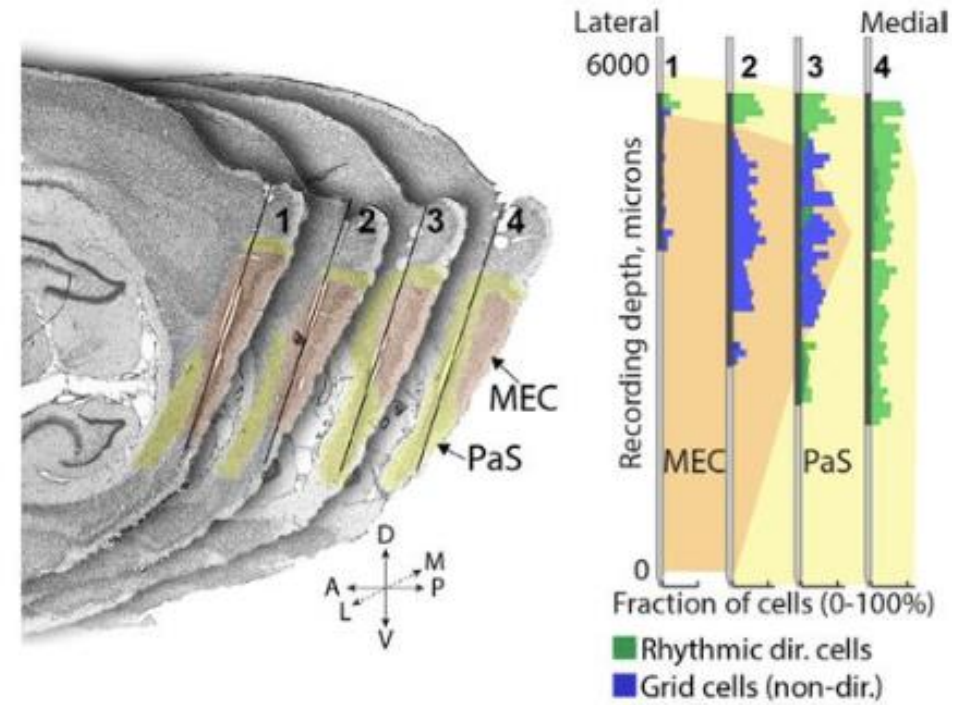 1
2
3
4
MEC
PaS
D
M
A
P
L
V
Lateral
Medial
6000
1
2
3
4
Recording depth, microns
MEC
PaS
0
Fraction of cells (0-100%)
Rhythmic dir. cells
Grid cells (non-dir.)